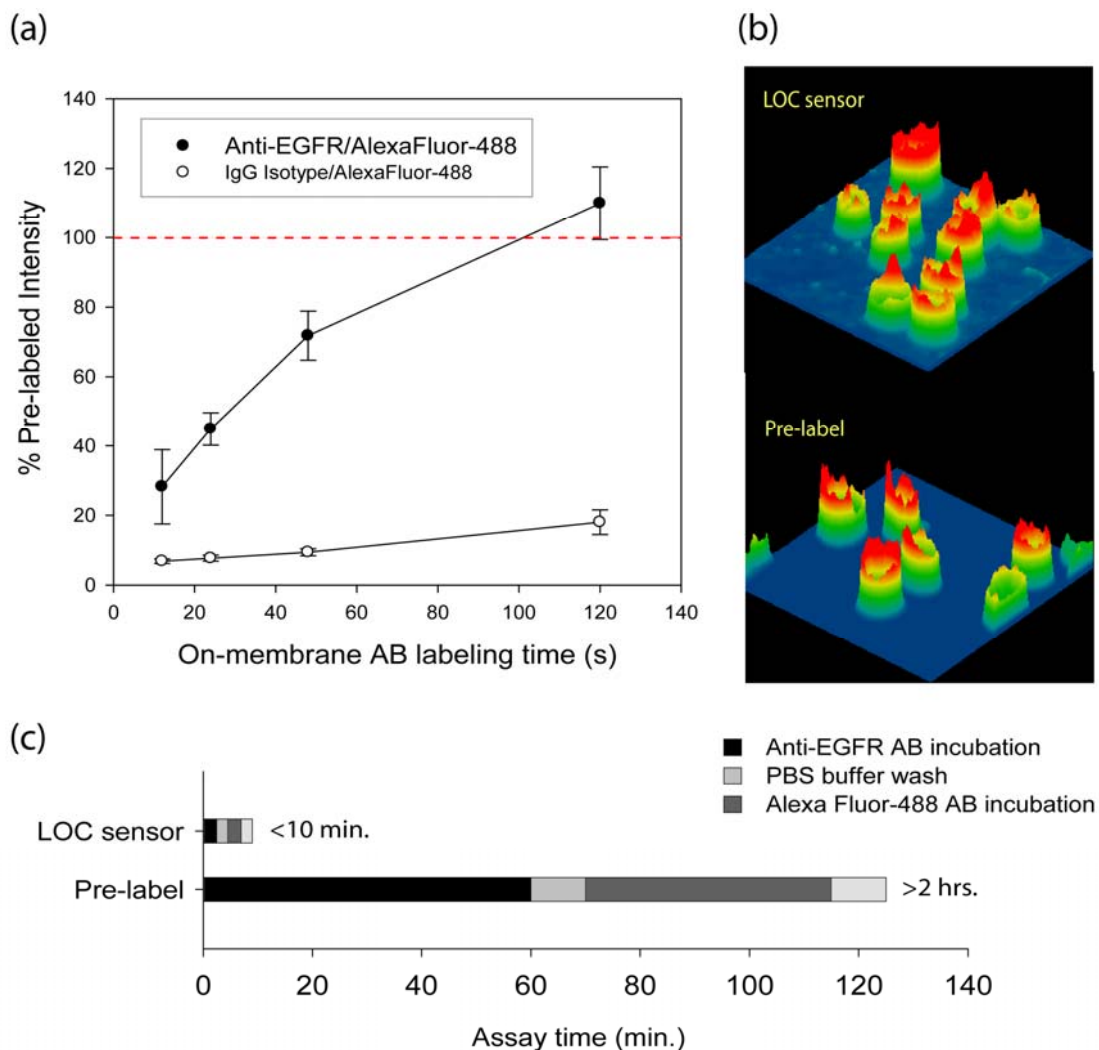 (a)
(b)
140
120
100
80
60
40
20
0
% Pre-labeled Intensity
Anti-EGFR/AlexaFluor-488
IgG Isotype/AlexaFluor-488
0 20 40 60 80 100 120 140
On-membrane AB labeling time (s)
LOC sensor
Pre-label
(c)
Anti-EGFR AB incubation
PBS buffer wash
Alexa Fluor-488 AB incubation
LOC sensor <10 min.
Pre-label >2 hrs.
0 20 40 60 80 100 120 140
Assay time (min.)